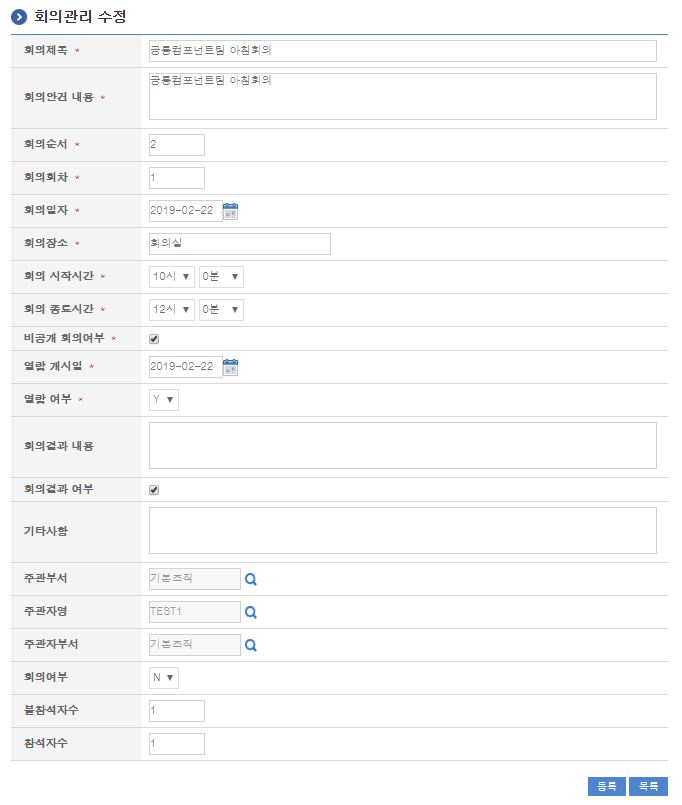 회의관리 수정
회의제목 * 공통컴포넌트팀 아침회의
회의안건 내용 * 공통컴포넌트팀 아침회의
회의순서 * 2
회의회차 * 1
회의일자 * 2019-02-22
회의장소 * 회의실
회의 시작시간 * 10시 ▼ 0분 ▼
회의 종료시간 * 12시 ▼ 0분 ▼
비공개 회의여부 *
열람 개시일 * 2019-02-22
열람 여부 * Y ▼
회의결과 내용
회의결과 여부
기타사항
주관부서 기본조직
주관자명 TEST1
주관자부서 기본조직
회의여부 N ▼
불참석자수 1
참석자수 1
등록 목록